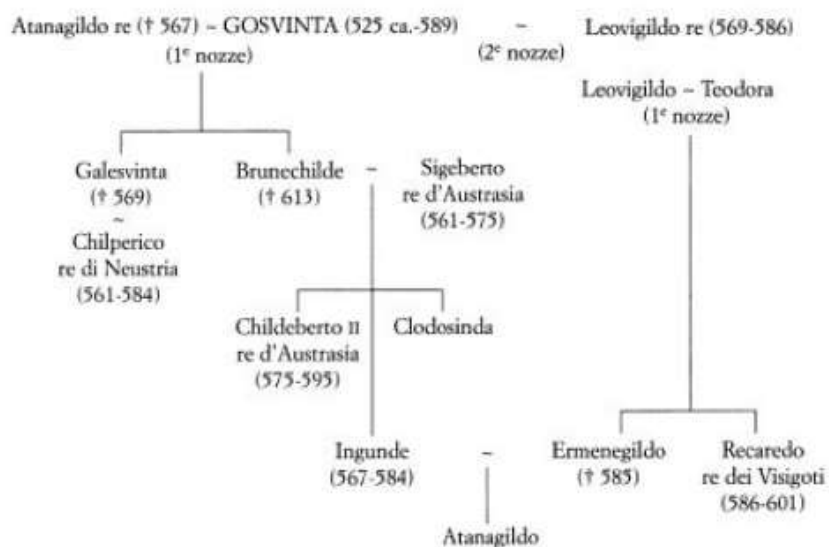 Atanagildo re († 567) ~ GOSVINTA (525 ca.-589) ~ Leovigildo re (569-586)
(1e nozze) (2e nozze)
Leovigildo ~ Teodora
(1e nozze)
Galesvinta Brunechilde ~ Sigeberto
(† 569) († 613) re d'Austrasia
~ (561-575)
Chilperico
re di Neustria
(561-584)
Childeberto II Clodosinda
re d'Austrasia
(575-595)
Ingunde ~ Ermenegildo Recaredo
(567-584) († 585) re dei Visigoti
(586-601)
Atanagildo